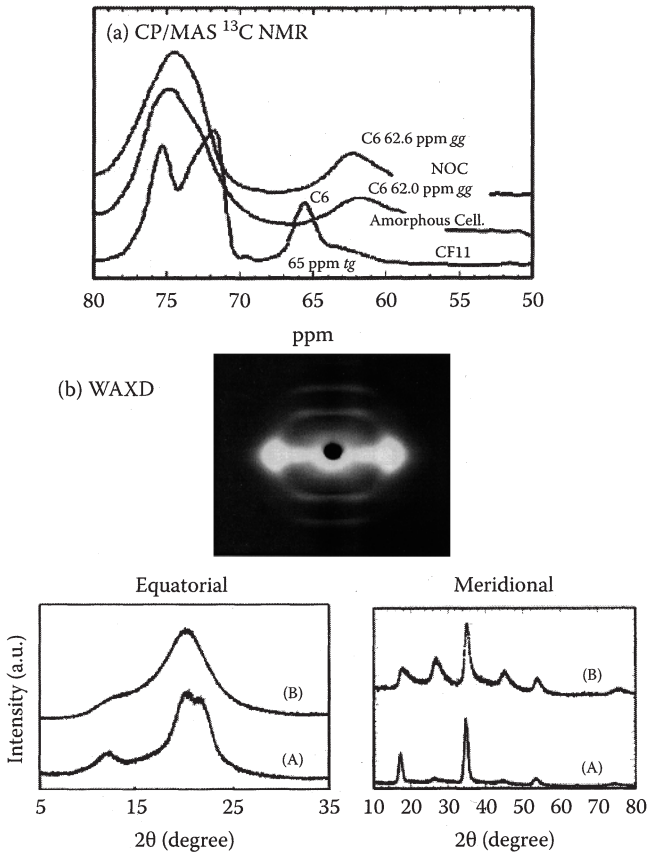 (a) CP/MAS ¹³C NMR
C6 62.6 ppm gg
NOC
C6 62.0 ppm gg
C6
Amorphous Cell.
CF11
65 ppm tg
80 75 70 65 60 55 50
ppm
(b) WAXD
Equatorial Meridional
Intensity (a.u.)
(B) (B)
(A) (A)
5 15 25 35 10 20 30 40 50 60 70 80
2θ (degree) 2θ (degree)